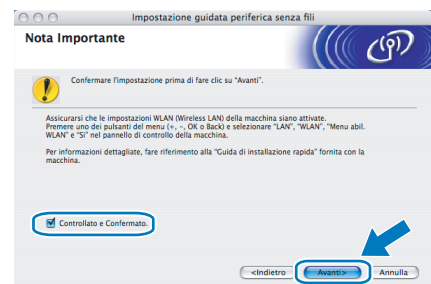 Impostazione guidata periferica senza fili
Nota Importante
Confermare l'impostazione prima di fare clic su "Avanti".
Assicurarsi che le impostazioni WLAN (Wireless LAN) della macchina siano attivate.
Premere uno dei pulsanti del menu (+, -, OK o Back) e selezionare "LAN", "WLAN", "Menu abil.
WLAN" e "Sì" nel pannello di controllo della macchina.
Per informazioni dettagliate, fare riferimento alla "Guida di installazione rapida" fornita con la
macchina.
Controllato e Confermato.
<Indietro
Avanti>
Annulla